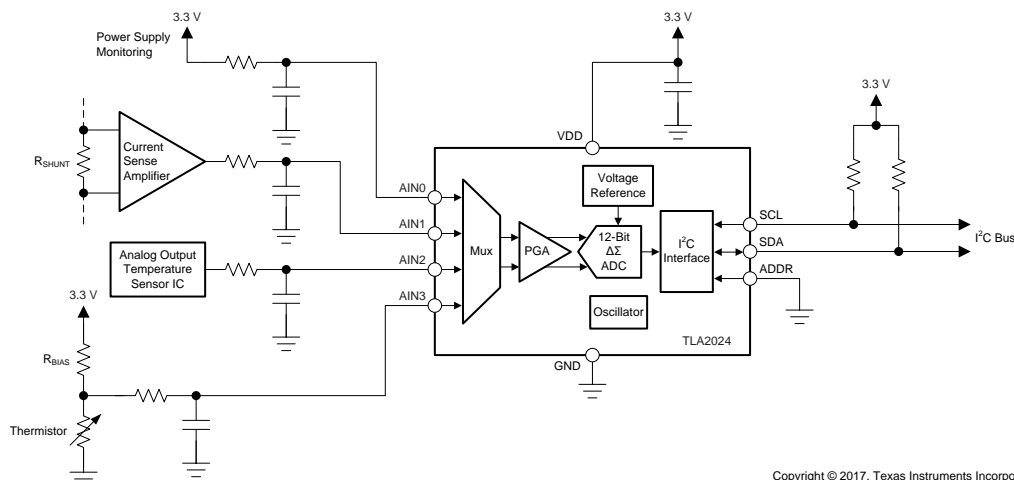 3.3 V
Power Supply
Monitoring
3.3 V
3.3 V
R_SHUNT
Current
Sense
Amplifier
VDD
Voltage
Reference
AIN0
AIN1
AIN2
AIN3
Mux
PGA
12-Bit
ΔΣ
ADC
I²C
Interface
SCL
SDA
ADDR
I²C Bus
Analog Output
Temperature
Sensor IC
Oscillator
TLA2024
GND
3.3 V
R_BIAS
Thermistor
Copyright © 2017, Texas Instruments Incorpo